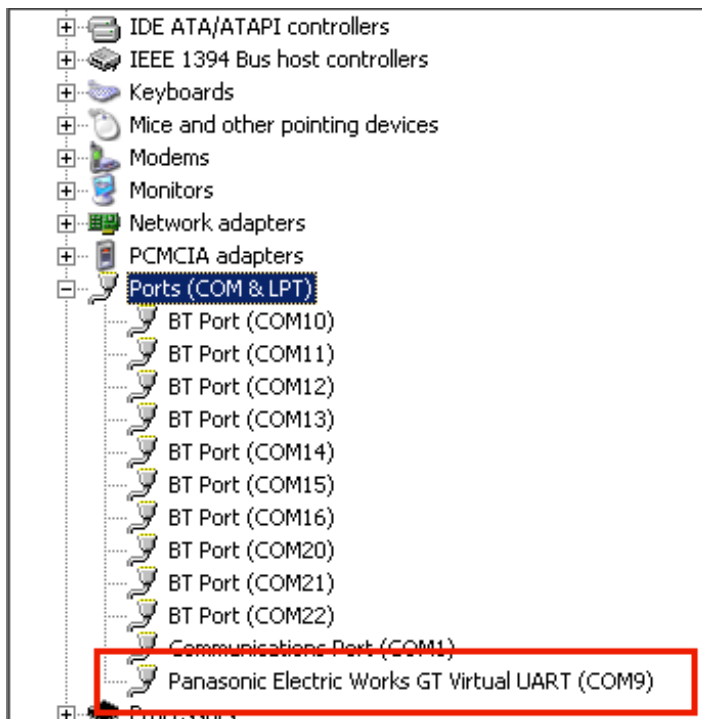 IDE ATA/ATAPI controllers
IEEE 1394 Bus host controllers
Keyboards
Mice and other pointing devices
Modems
Monitors
Network adapters
PCMCIA adapters
Ports (COM & LPT)
BT Port (COM10)
BT Port (COM11)
BT Port (COM12)
BT Port (COM13)
BT Port (COM14)
BT Port (COM15)
BT Port (COM16)
BT Port (COM20)
BT Port (COM21)
BT Port (COM22)
Communications Port (COM1)
Panasonic Electric Works GT Virtual UART (COM9)
Processors